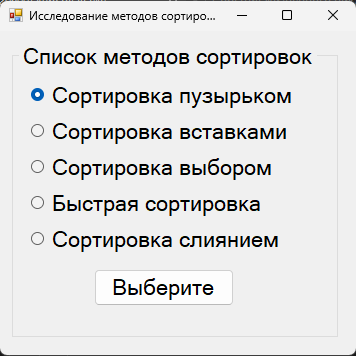 Исследование методов сортиро...
Список методов сортировок
Сортировка пузырьком
Сортировка вставками
Сортировка выбором
Быстрая сортировка
Сортировка слиянием
Выберите